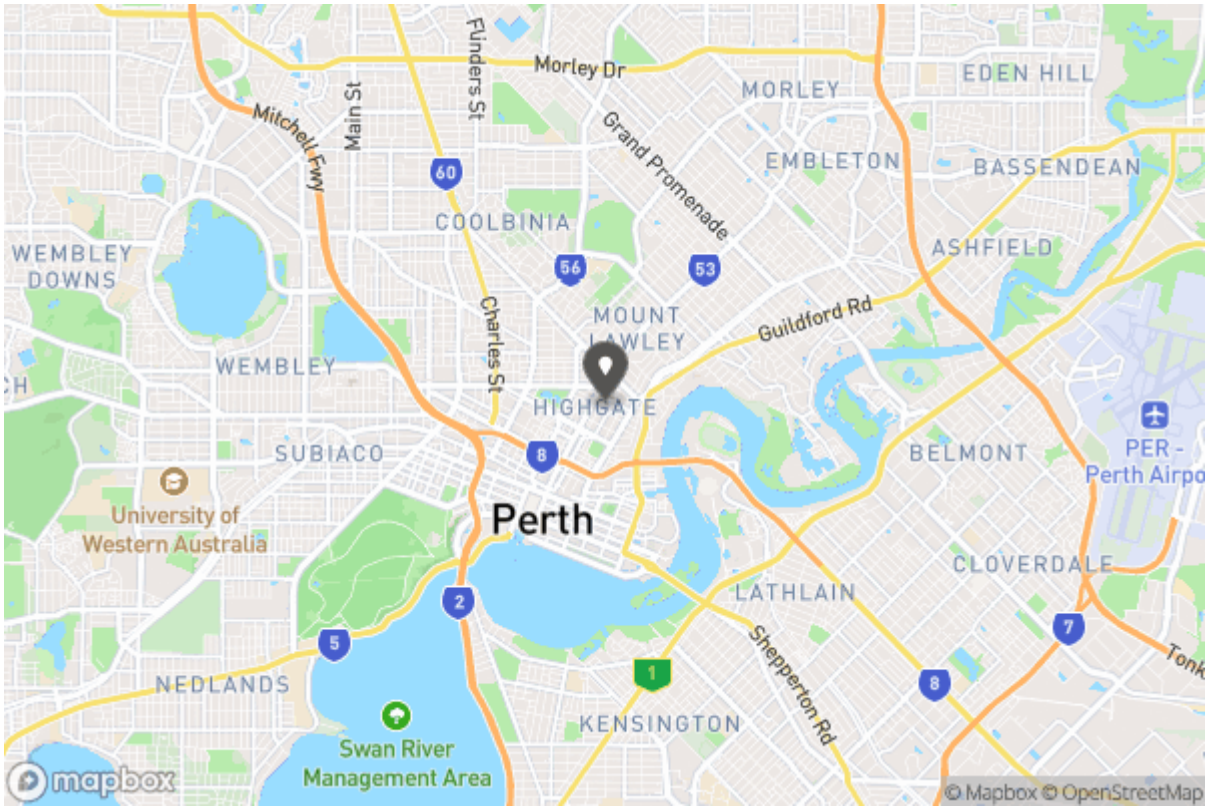 Flinders St
Morley Dr
EDEN HILL
MORLEY
Main St
Mitchell Fwy
Grand Promenade
EMBLETON
BASSENDEAN
60
COOLBINIA
WEMBLEY
DOWNS
56
53
ASHFIELD
Charles St
MOUNT
LAWLEY
Guildford Rd
WEMBLEY
CH
HIGHGATE
SUBIACO
8
BELMONT
PER -
Perth Airpo
University of
Western Australia
Perth
CLOVERDALE
LATHLAIN
2
5
7
Shepperton Rd
Tonk
1
8
NEDLANDS
KENSINGTON
Swan River
Management Area
mapbox
© Mapbox © OpenStreetMap